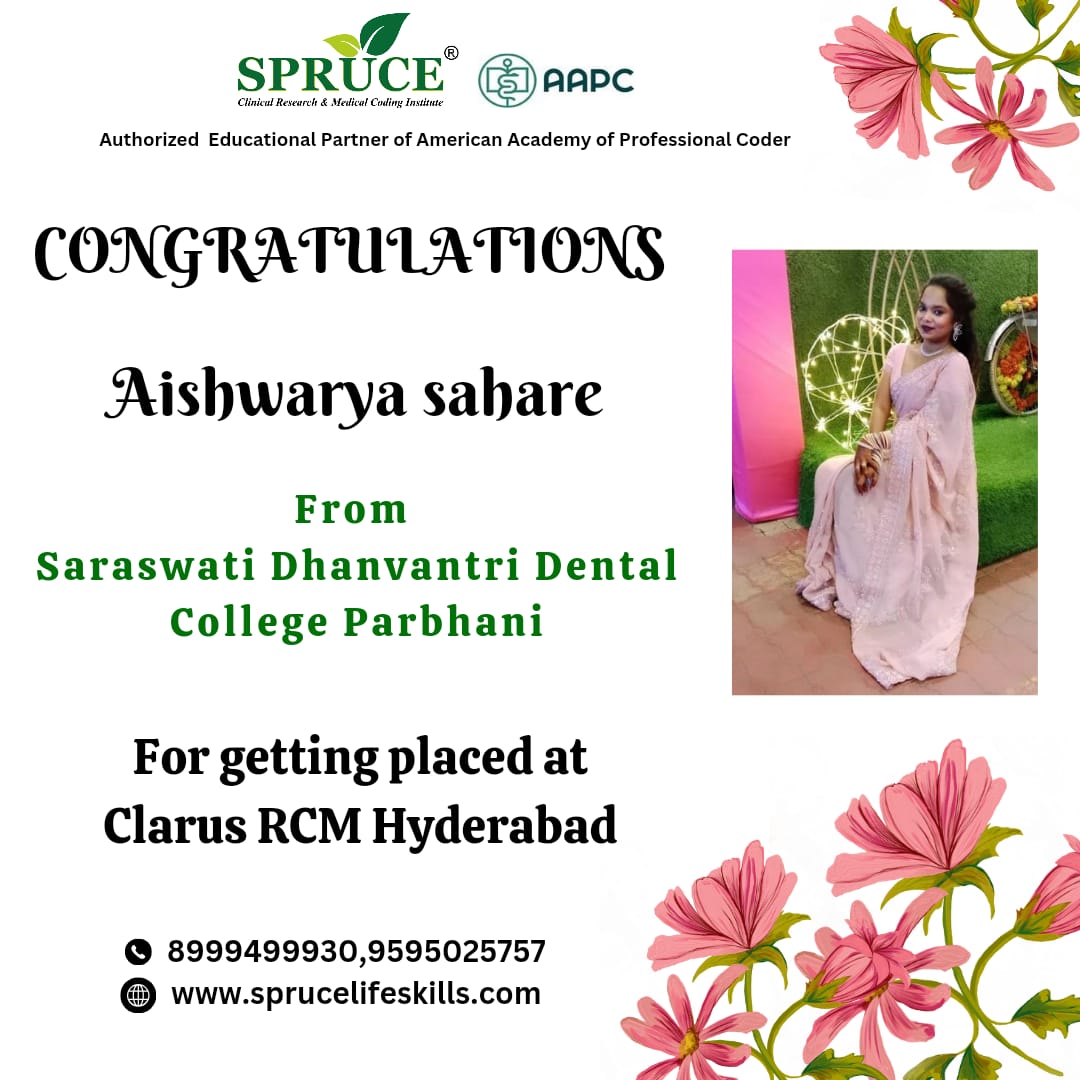 SPRUCE®
Clinical Research & Medical Coding Institute
AAPC
Authorized Educational Partner of American Academy of Professional Coder
CONGRATULATIONS
Aishwarya sahare
From
Saraswati Dhanvantri Dental
College Parbhani
For getting placed at
Clarus RCM Hyderabad
8999499930,9595025757
www.sprucelifeskills.com